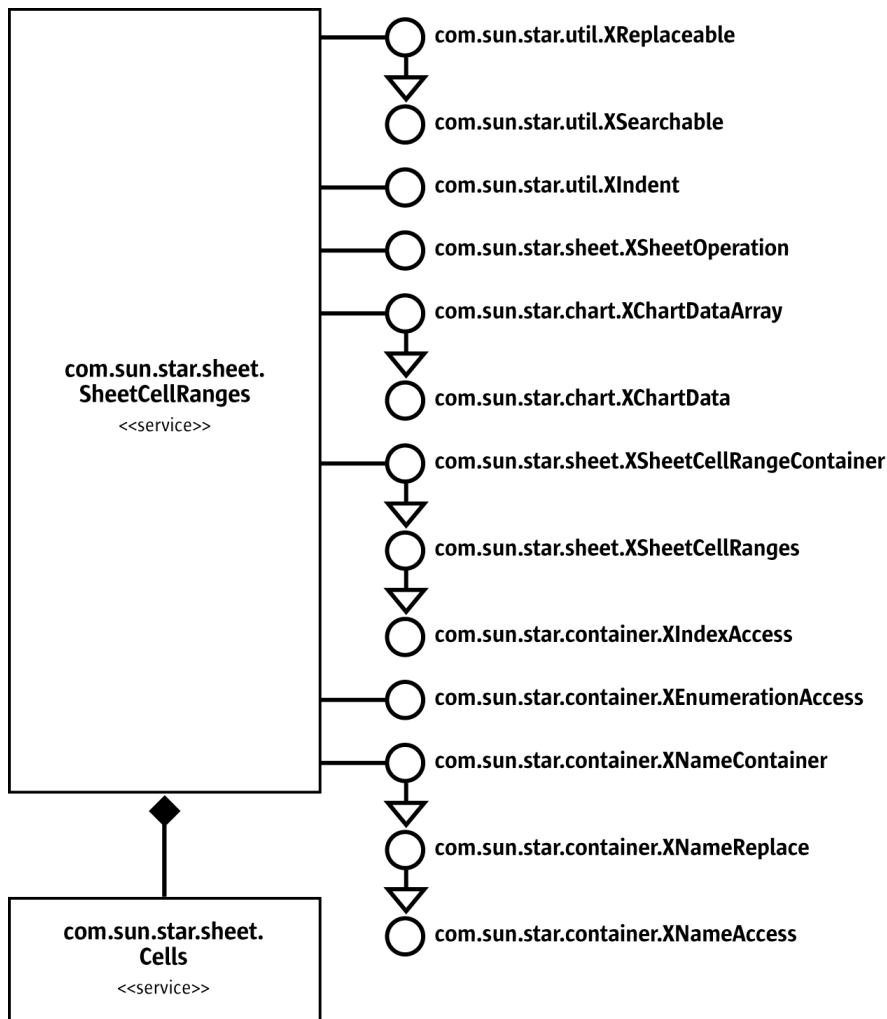 com.sun.star.sheet.
SheetCellRanges
<<service>>
com.sun.star.util.XReplaceable
com.sun.star.util.XSearchable
com.sun.star.util.XIndent
com.sun.star.sheet.XSheetOperation
com.sun.star.chart.XChartDataArray
com.sun.star.chart.XChartData
com.sun.star.sheet.XSheetCellRangeContainer
com.sun.star.sheet.XSheetCellRanges
com.sun.star.container.XIndexAccess
com.sun.star.container.XEnumerationAccess
com.sun.star.container.XNameContainer
com.sun.star.container.XNameReplace
com.sun.star.container.XNameAccess
com.sun.star.sheet.
Cells
<<service>>